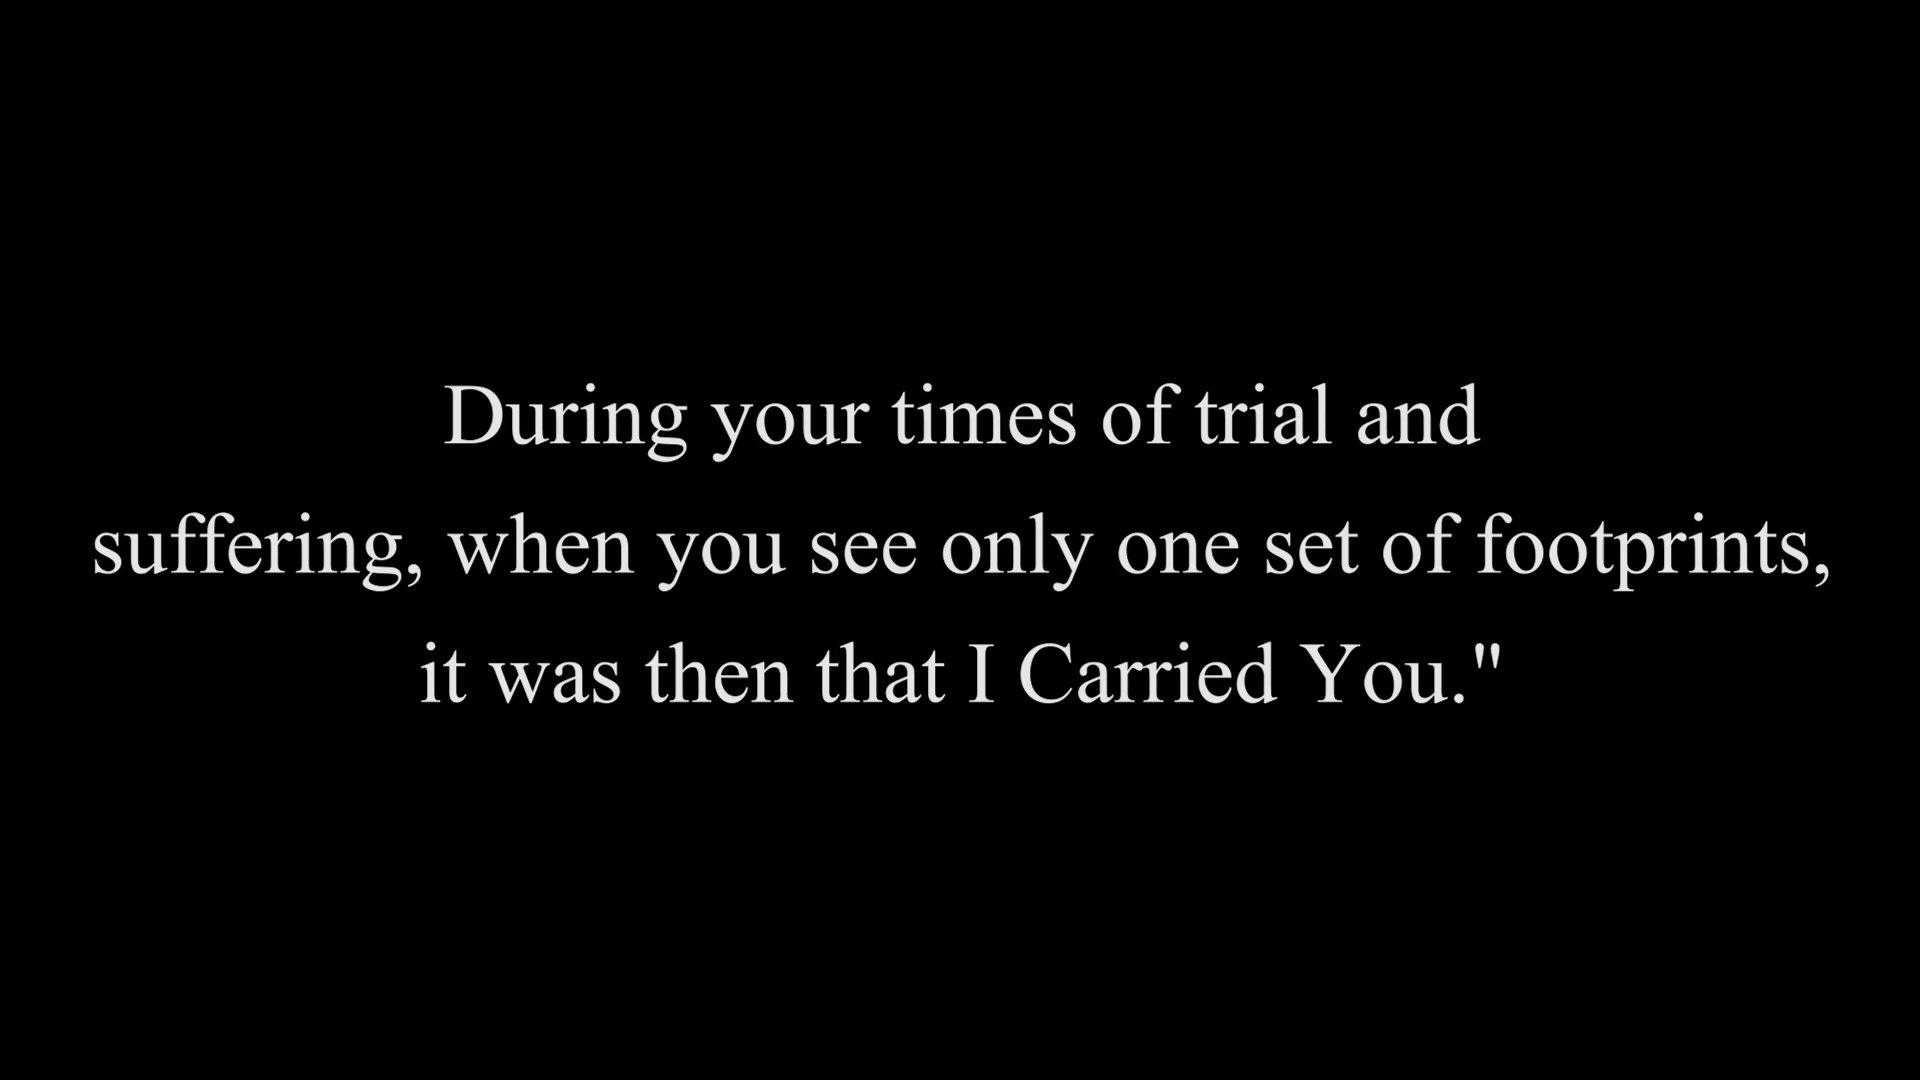 During your times of trial and
suffering, when you see only one set of footprints,
it was then that I Carried You."